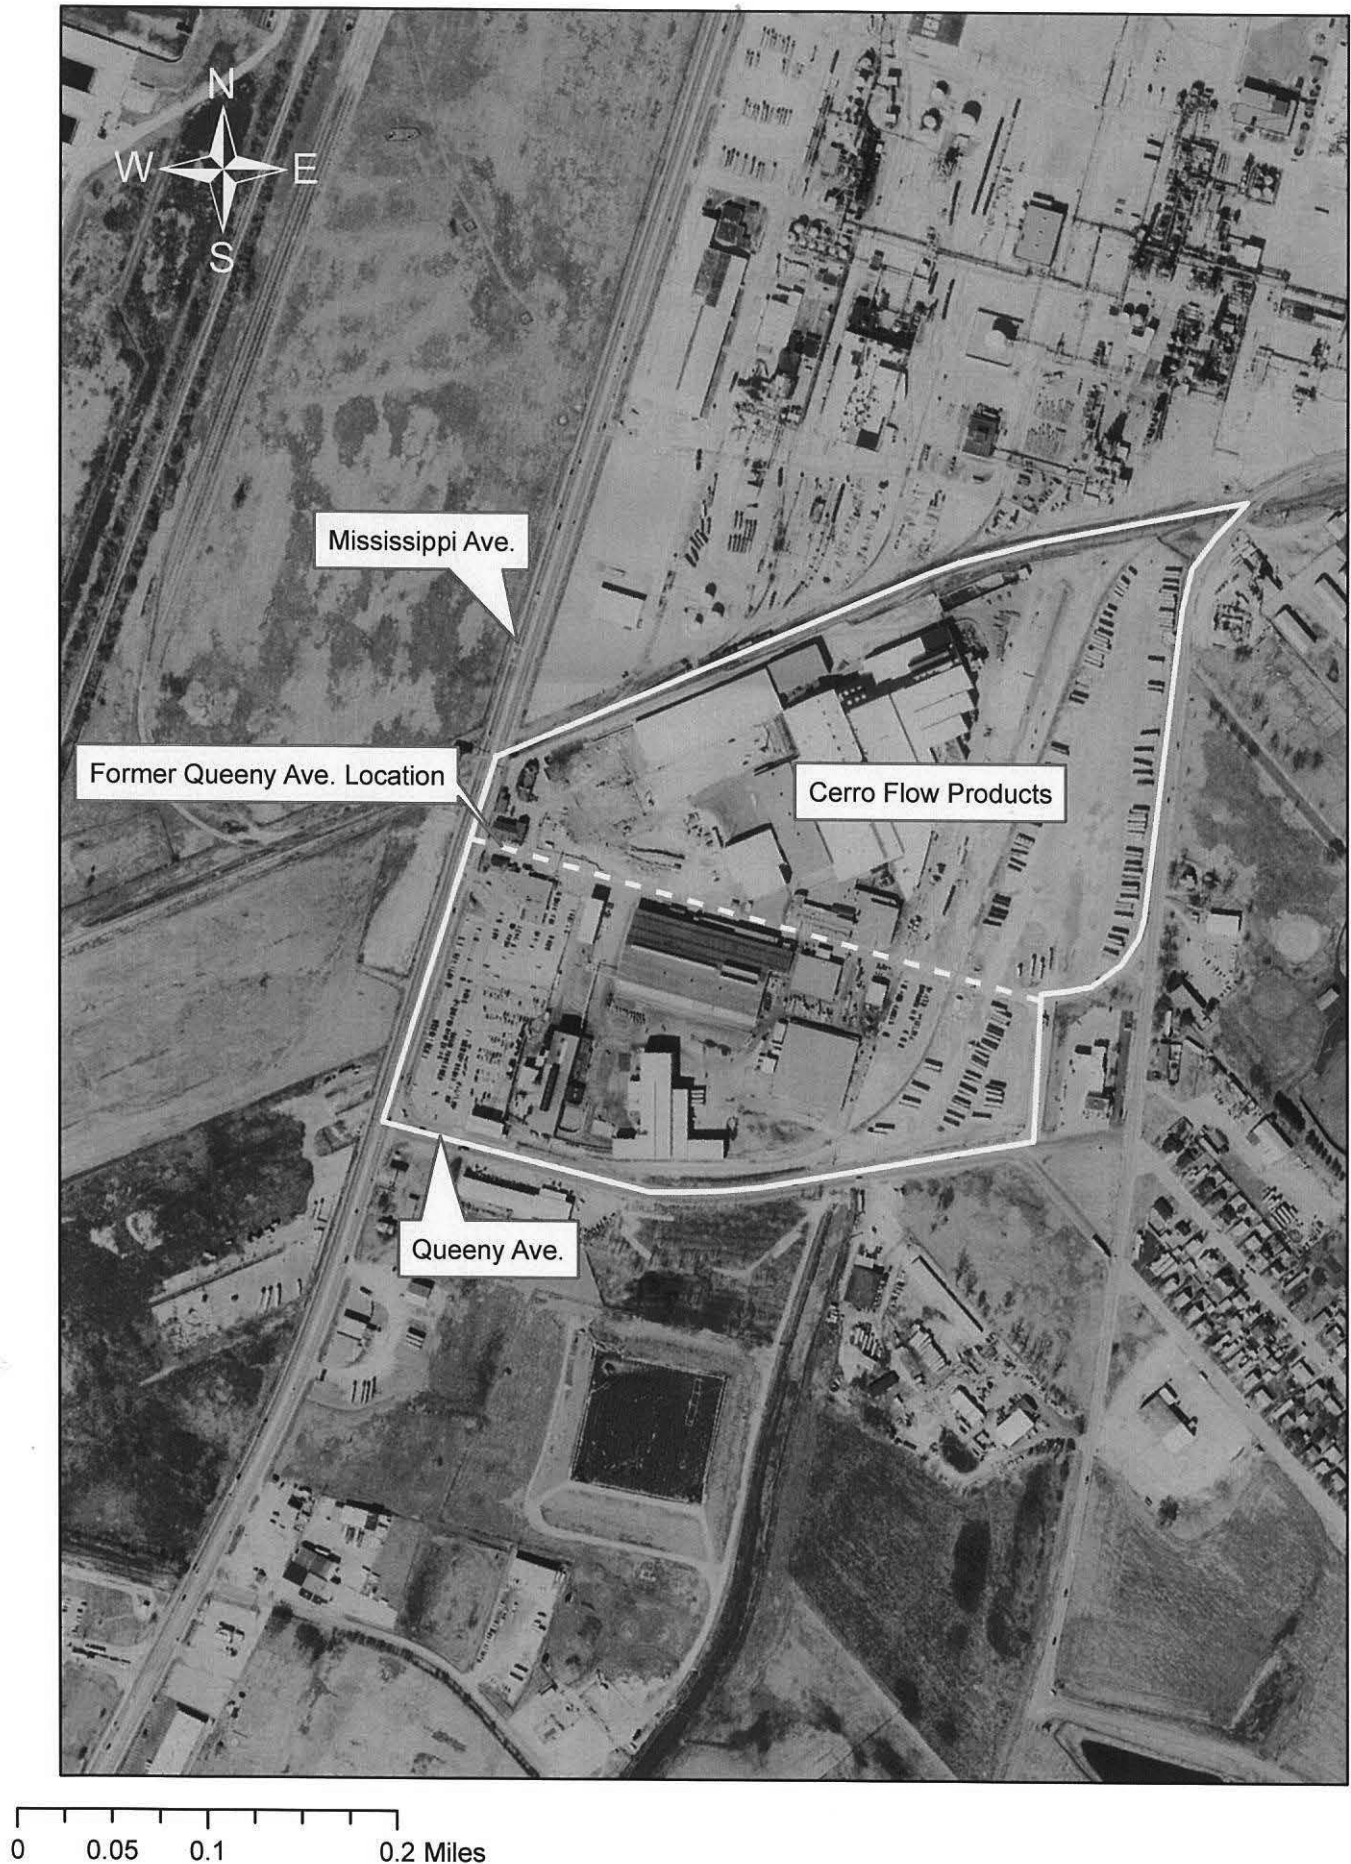 N
W E
S
Mississippi Ave.
Former Queeny Ave. Location
Cerro Flow Products
Queeny Ave.
0 0.05 0.1 0.2 Miles